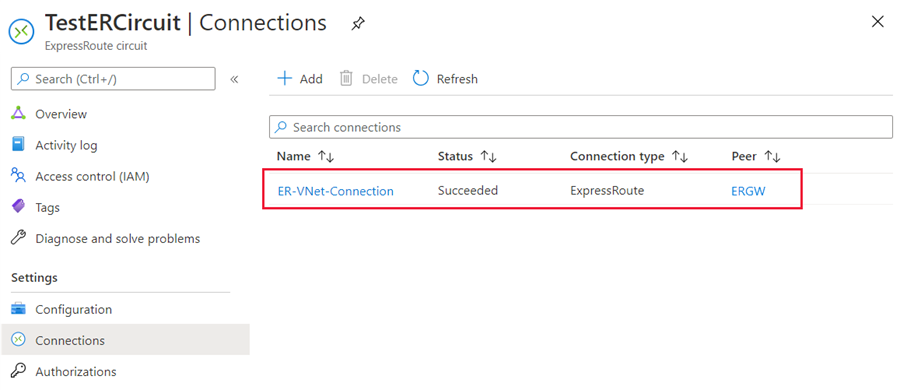 TestERCircuit | Connections
ExpressRoute circuit
Search (Ctrl+/)
«
Overview
Activity log
Access control (IAM)
Tags
Diagnose and solve problems
Settings
Configuration
Connections
Authorizations
Add Delete Refresh
Search connections
Name ↑↓ Status ↑↓ Connection type ↑↓ Peer ↑↓
ER-VNet-Connection Succeeded ExpressRoute ERGW